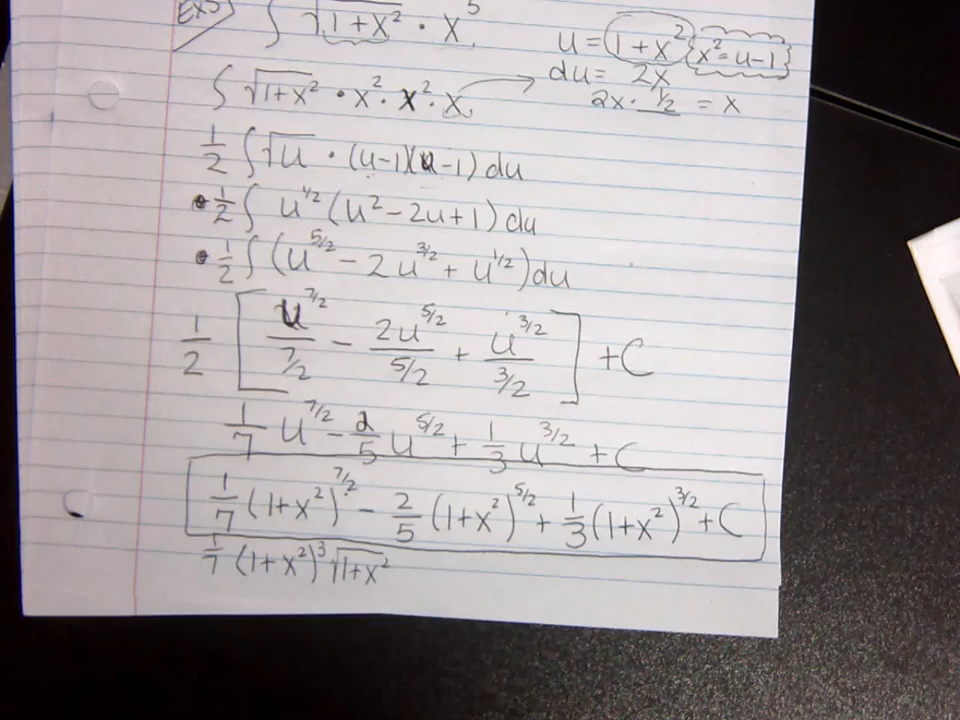 Ex 5 ∫ √1+x² · x⁵
u = 1+x² {x²=u-1}
du = 2x
∫ √1+x² · x² · x² · x
2x · 1/2 = x
1/2 ∫ √u · (u-1)(u-1) du
• 1/2 ∫ u^1/2 (u² - 2u + 1) du
• 1/2 ∫ (u^5/2 - 2u^3/2 + u^1/2) du
1/2 [ u^7/2 / 7/2 - 2u^5/2 / 5/2 + u^3/2 / 3/2 ] + C
1/7 u^7/2 - 2/5 u^5/2 + 1/3 u^3/2 + C
1/7 (1+x²)^7/2 - 2/5 (1+x²)^5/2 + 1/3 (1+x²)^3/2 + C
1/7 (1+x²)³ √1+x²